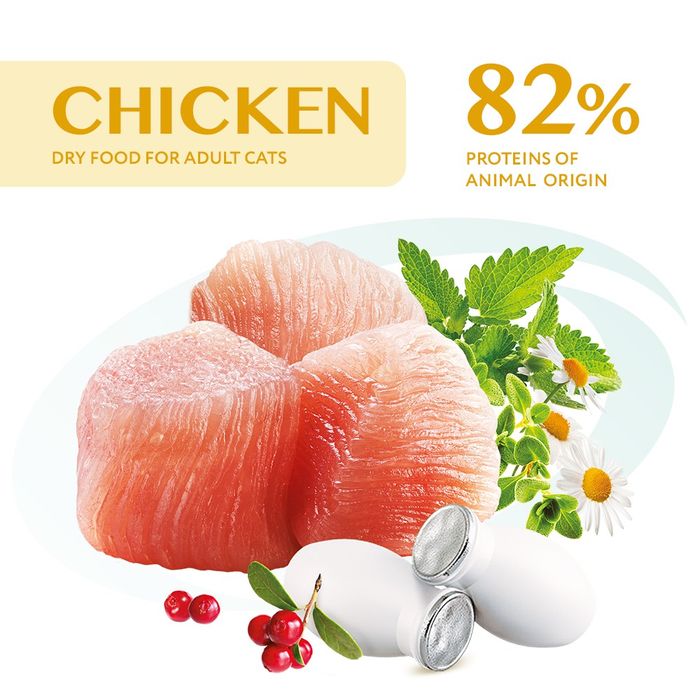 CHICKEN
DRY FOOD FOR ADULT CATS
82%
PROTEINS OF
ANIMAL ORIGIN